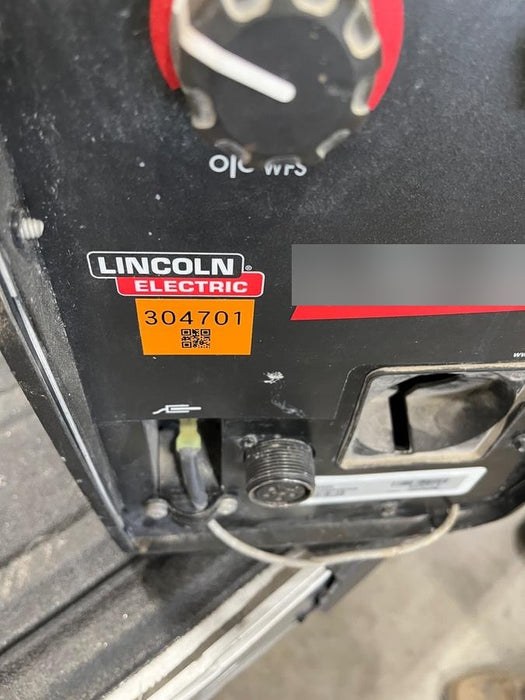 O|C WFS
LINCOLN ®
ELECTRIC
304701